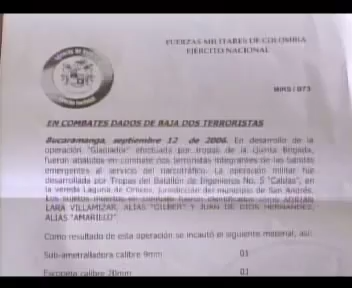 FUERZAS MILITARES DE COLOMBIA
EJERCITO NACIONAL
EN COMBATES DADOS DE BAJA DOS TERRORISTAS
Bucaramanga, septiembre 12 de 2006. En desarrollo de la
operación "Gladiador" efectuada por tropas de la Quinta Brigada,
fueron abatidos en combate dos terroristas integrantes de las bandas
emergentes al servicio del narcotráfico. La operación militar fue
desarrollada por Tropas del Batallón de Ingenieros No. 5 "Caldas", en
la vereda Laguna de Ortices, jurisdicción del municipio de San Andrés.
Los sujetos muertos en combate fueron identificados como ADRIAN
LARA VILLAMIZAR, ALIAS "GILBER" Y JUAN DE DIOS HERNANDEZ,
ALIAS "AMARILLO"
Como resultado de esta operación se incautó el siguiente material, así:
Sub-ametralladora calibre 9mm 01
Escopeta calibre 20mm 01